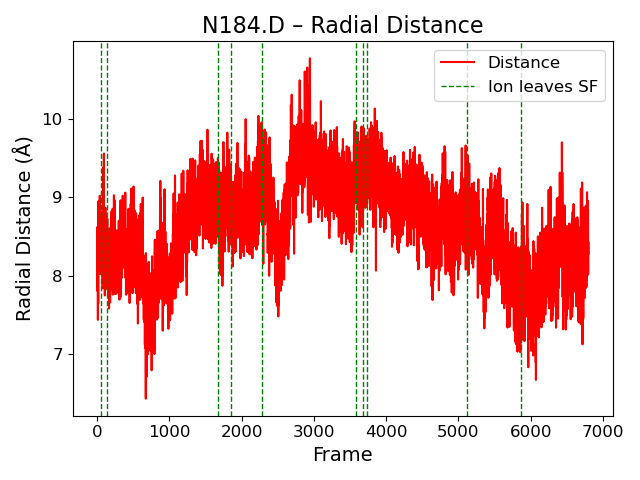 N184.D – Radial Distance
Distance
Ion leaves SF
Radial Distance (Å)
10
9
8
7
0 1000 2000 3000 4000 5000 6000 7000
Frame